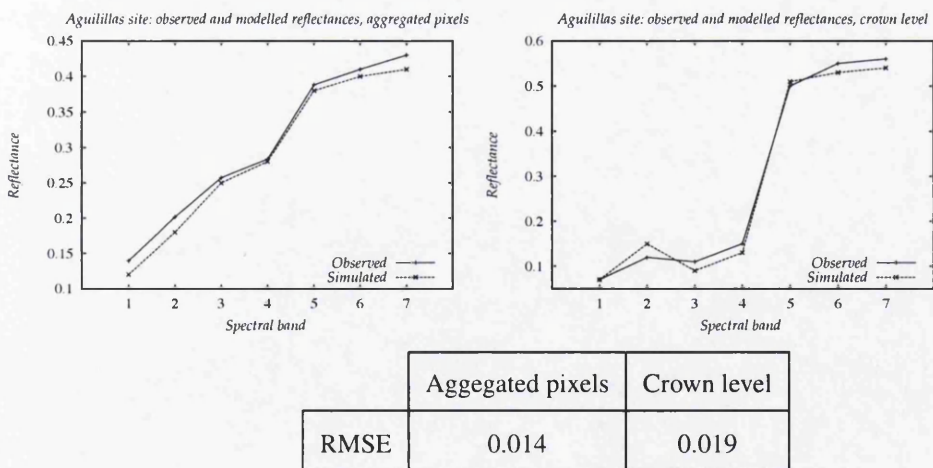 Aguilillas site: observed and modelled reflectances, aggregated pixels
0.45
0.4
0.35
0.3
0.25
0.2
0.15
0.1
Reflectance
1 2 3 4 5 6 7
Spectral band
Observed
Simulated
Aguilillas site: observed and modelled reflectances, crown level
0.6
0.5
0.4
0.3
0.2
0.1
Reflectance
1 2 3 4 5 6 7
Spectral band
Observed
Simulated
Aggegated pixels Crown level
RMSE 0.014 0.019